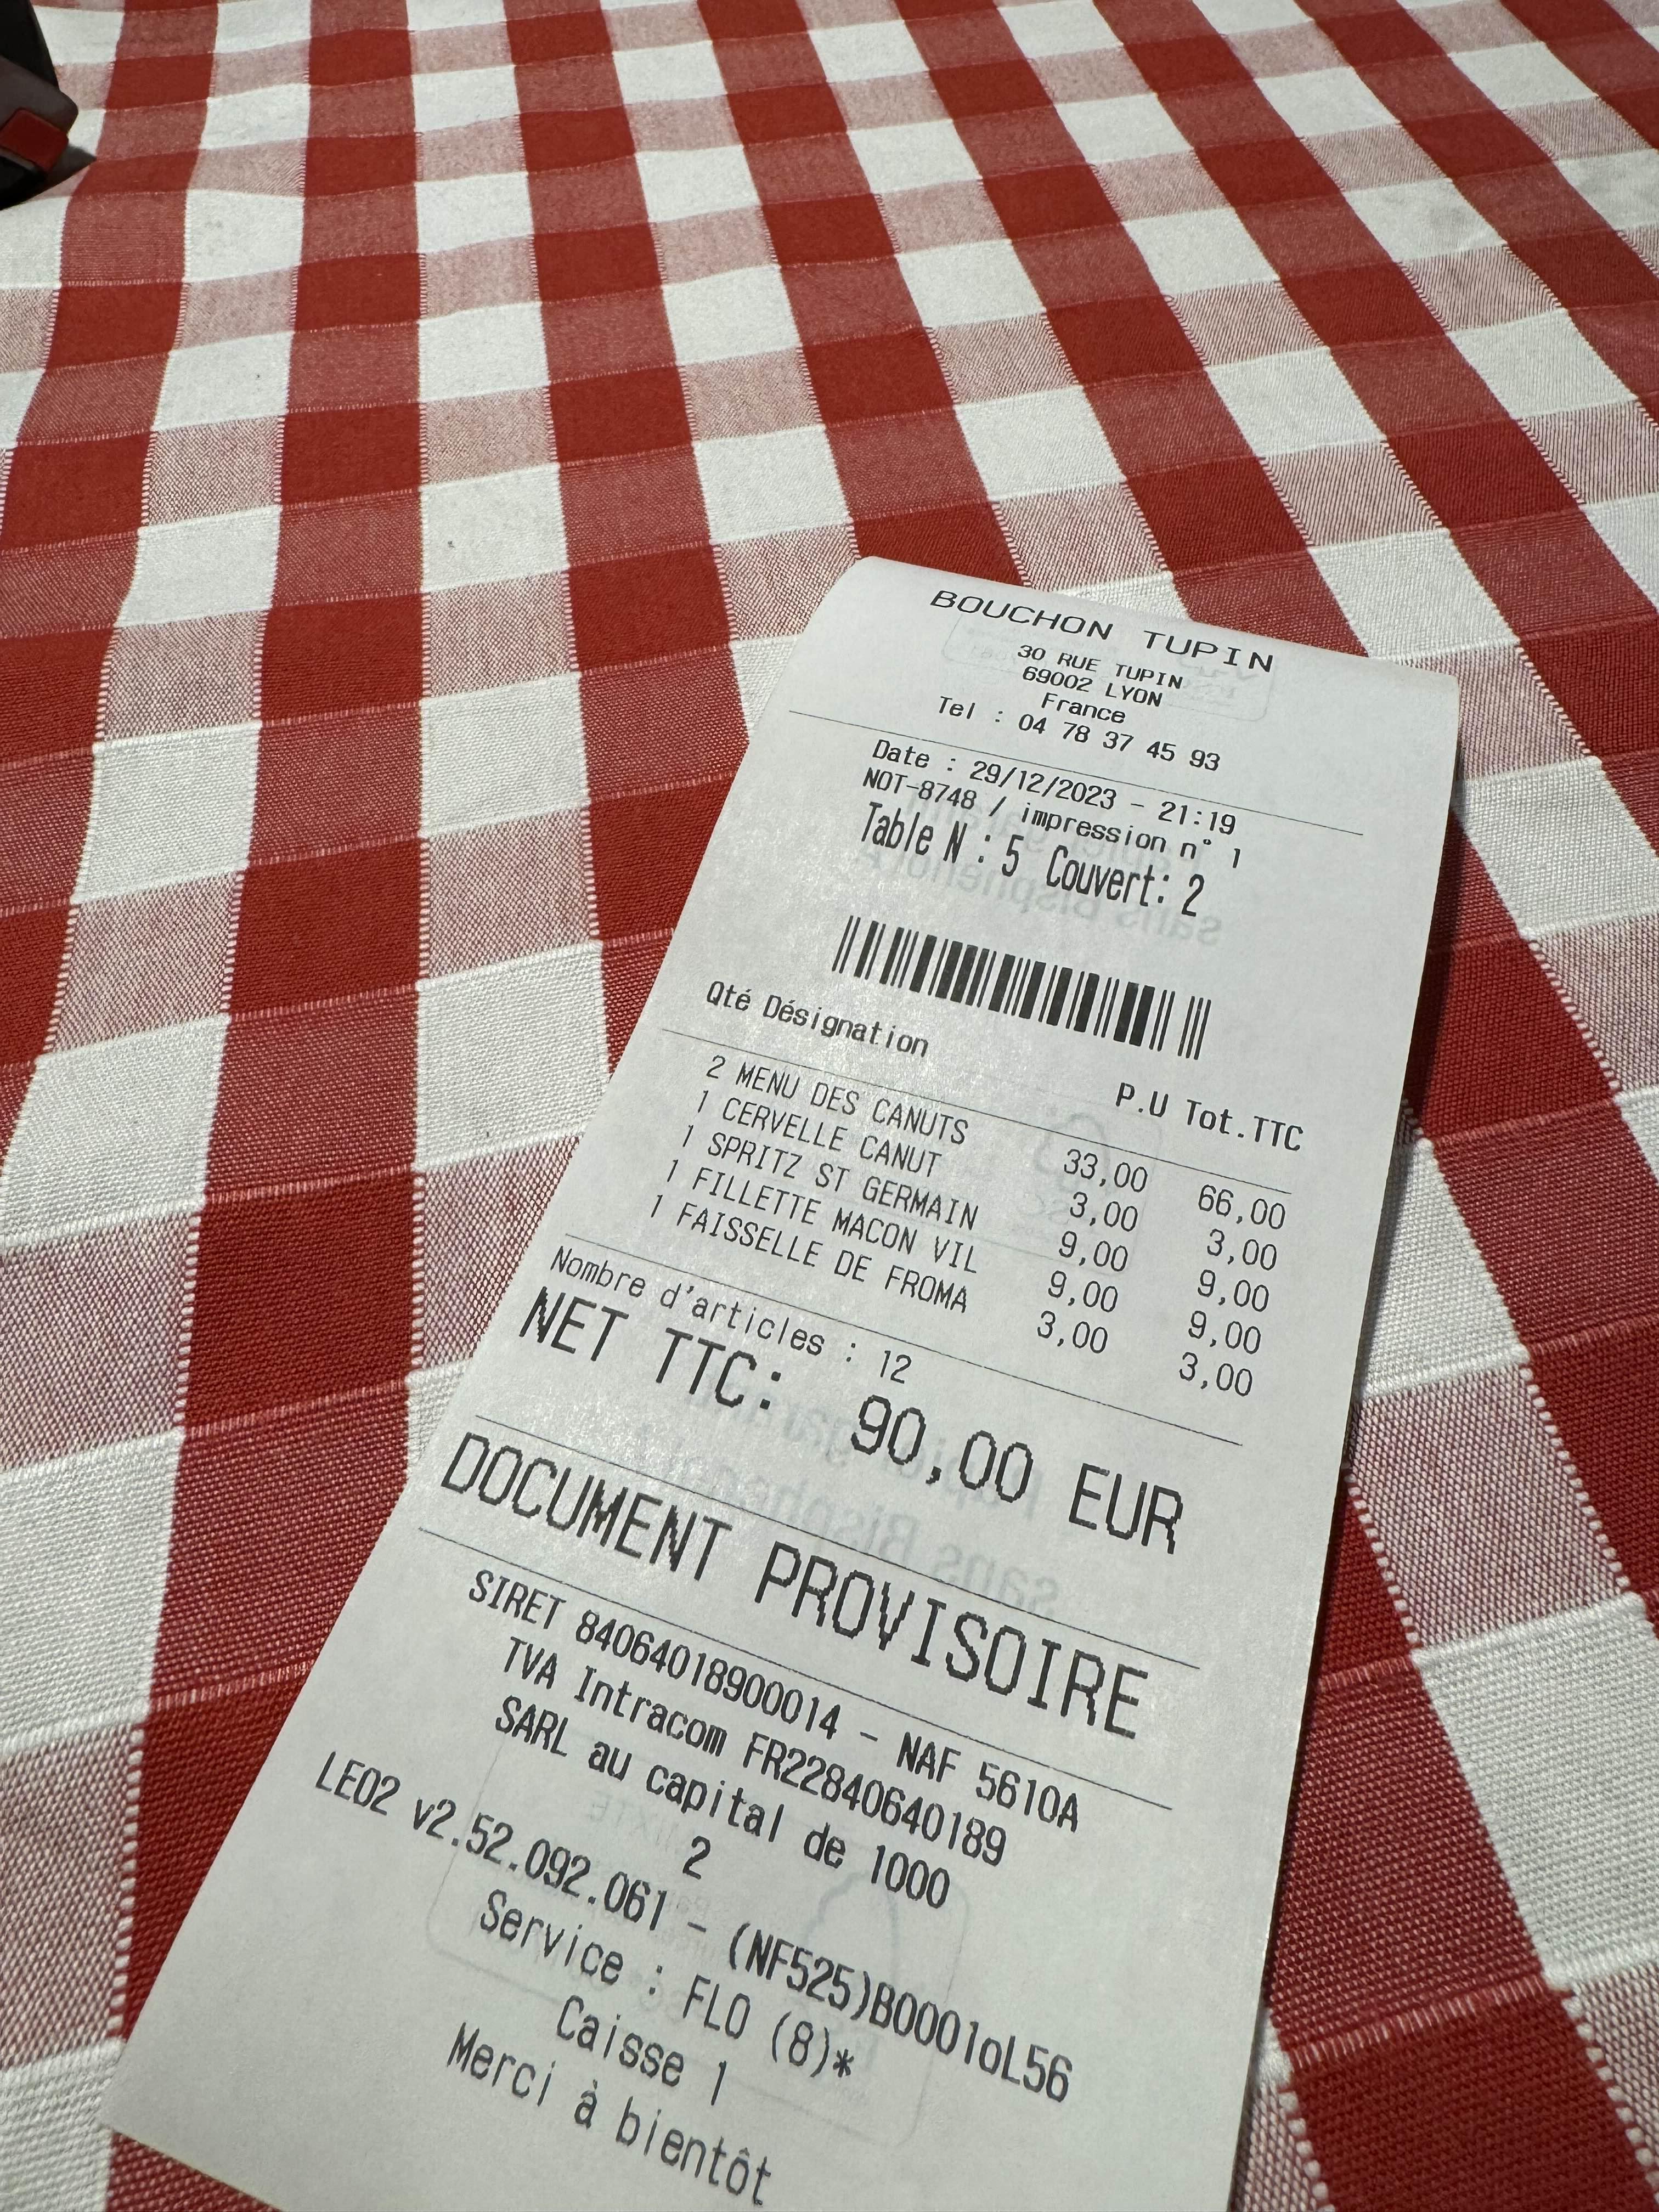 BOUCHON TUPIN
30 RUE TUPIN
69002 LYON
France
Tel : 04 78 37 45 93
Date : 29/12/2023 - 21:19
NOT-8748 / impression n° 1
Table N : 5 Couvert: 2
Qté Désignation P.U Tot.TTC
2 MENU DES CANUTS 33,00 66,00
1 CERVELLE CANUT 3,00 3,00
1 SPRITZ ST GERMAIN 9,00 9,00
1 FILLETTE MACON VIL 9,00 9,00
1 FAISSELLE DE FROMA 3,00 3,00
Nombre d'articles : 12
NET TTC: 90,00 EUR
DOCUMENT PROVISOIRE
SIRET 84064018900014 - NAF 5610A
TVA Intracom FR22840640189
SARL au capital de 1000
2
LEO2 v2.52.092.061 - (NF525)B0001oL56
Service : FLO (8)*
Caisse 1
Merci à bientôt